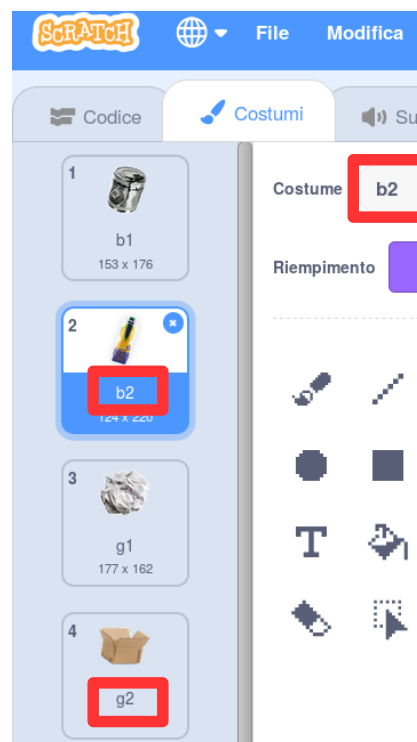 SCRATCH
File Modifica
Codice Costumi Su
1
b1
153 x 176
2
b2
124 x 220
3
g1
177 x 162
4
g2
Costume b2
Riempimento
T